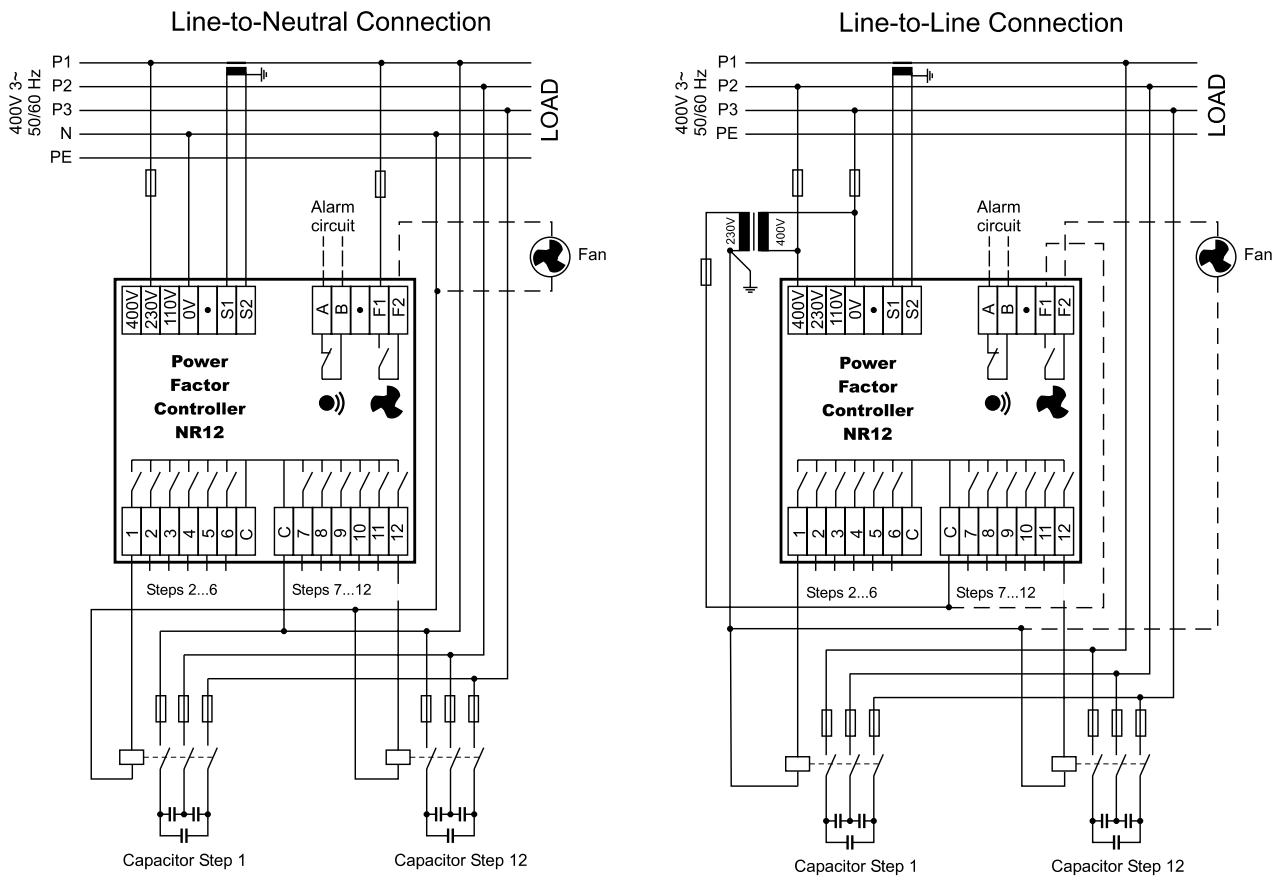 Line-to-Neutral Connection
400V 3~
50/60 Hz
P1
P2
P3
N
PE
LOAD
Alarm
circuit
Fan
400V
230V
110V
0V
•
S1
S2
A
B
•
F1
F2
Power
Factor
Controller
NR12
1
2
3
4
5
6
C
C
7
8
9
10
11
12
Steps 2...6
Steps 7...12
Capacitor Step 1
Capacitor Step 12
Line-to-Line Connection
400V 3~
50/60 Hz
P1
P2
P3
PE
LOAD
230V
400V
Alarm
circuit
Fan
400V
230V
110V
0V
•
S1
S2
A
B
•
F1
F2
Power
Factor
Controller
NR12
1
2
3
4
5
6
C
C
7
8
9
10
11
12
Steps 2...6
Steps 7...12
Capacitor Step 1
Capacitor Step 12